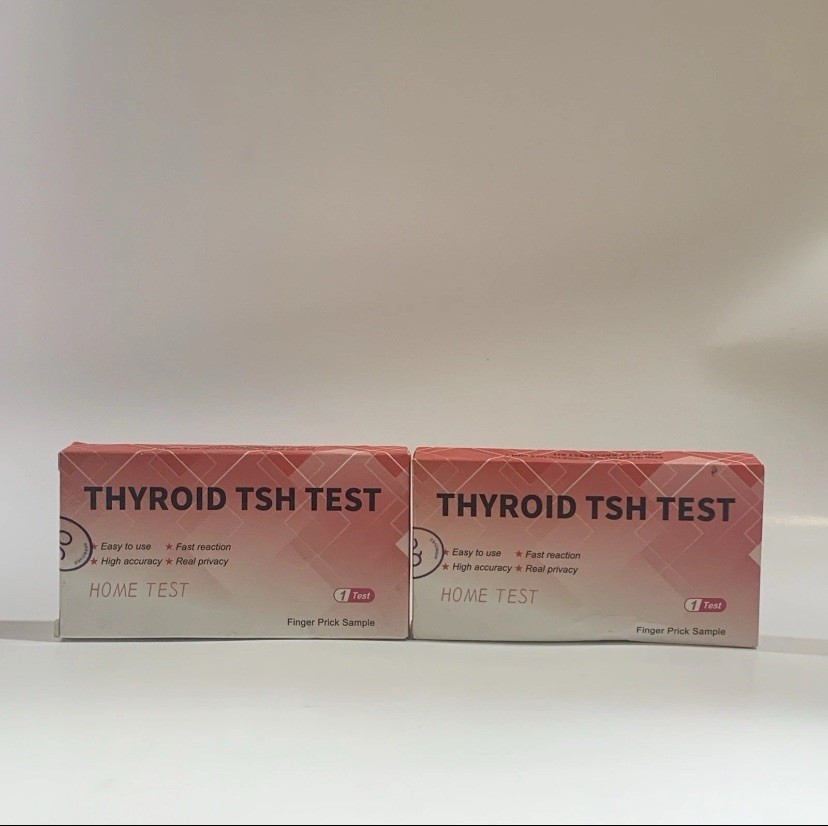 THYROID TSH TEST
★ Easy to use ★ Fast reaction
★ High accuracy ★ Real privacy
HOME TEST
1 Test
Finger Prick Sample
THYROID TSH TEST
★ Easy to use ★ Fast reaction
★ High accuracy ★ Real privacy
HOME TEST
1 Test
Finger Prick Sample